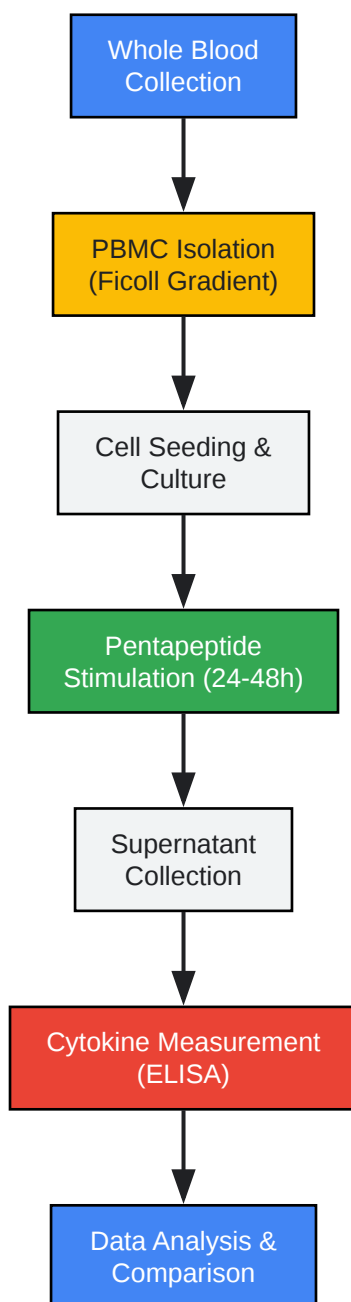 Whole Blood
Collection
PBMC Isolation
(Ficoll Gradient)
Cell Seeding &
Culture
Pentapeptide
Stimulation (24-48h)
Supernatant
Collection
Cytokine Measurement
(ELISA)
Data Analysis &
Comparison